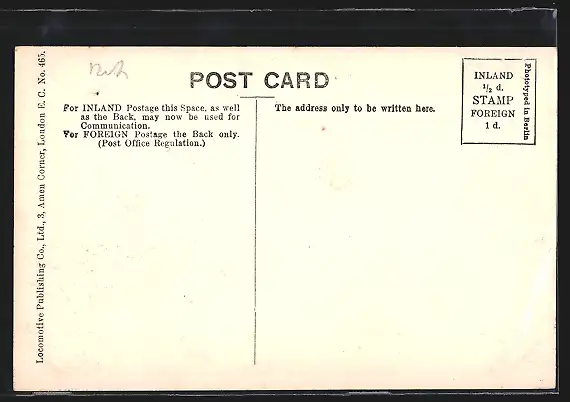 POST CARD
For INLAND Postage this Space, as well
as the Back, may now be used for
Communication.
For FOREIGN Postage the Back only.
(Post Office Regulation.)
The address only to be written here.
INLAND
½ d.
STAMP
FOREIGN
1 d.
Phototyped in Berlin
Locomotive Publishing Co., Ltd., 3, Amen Corner, London E. C. No. 465.